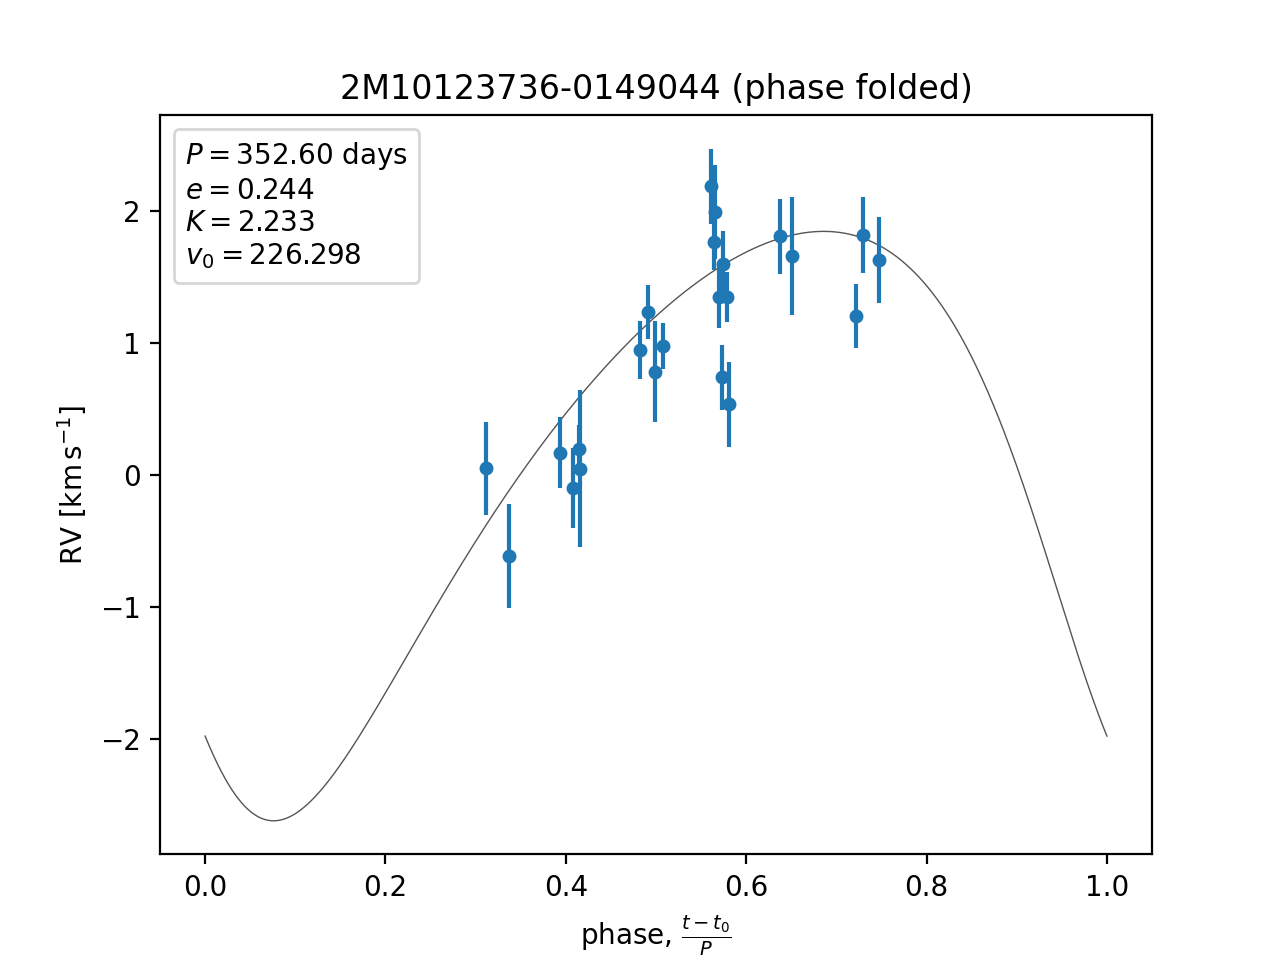 2M10123736-0149044 (phase folded)
P = 352.60 days
e = 0.244
K = 2.233
v₀ = 226.298
2
1
0
−1
−2
RV [km s⁻¹]
0.0 0.2 0.4 0.6 0.8 1.0
phase, (t − t₀)/P